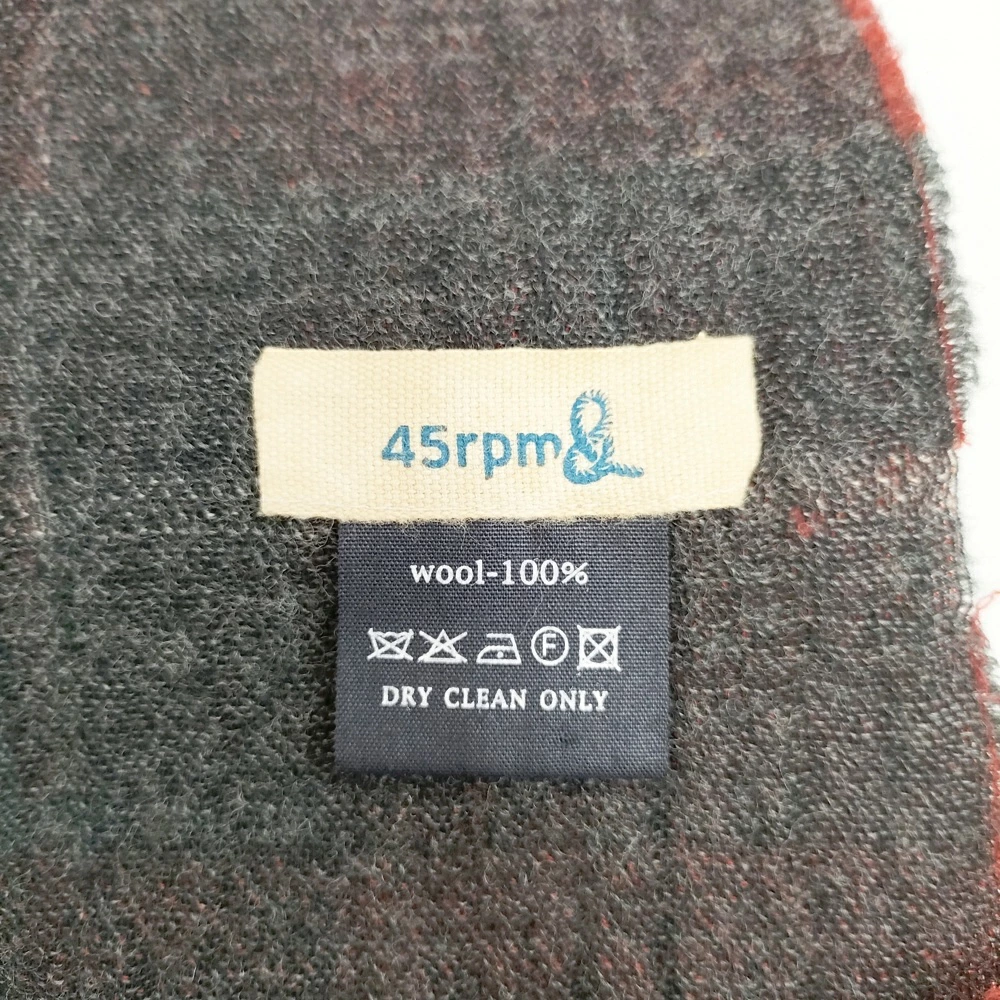 45rpm&
wool-100%
F
DRY CLEAN ONLY